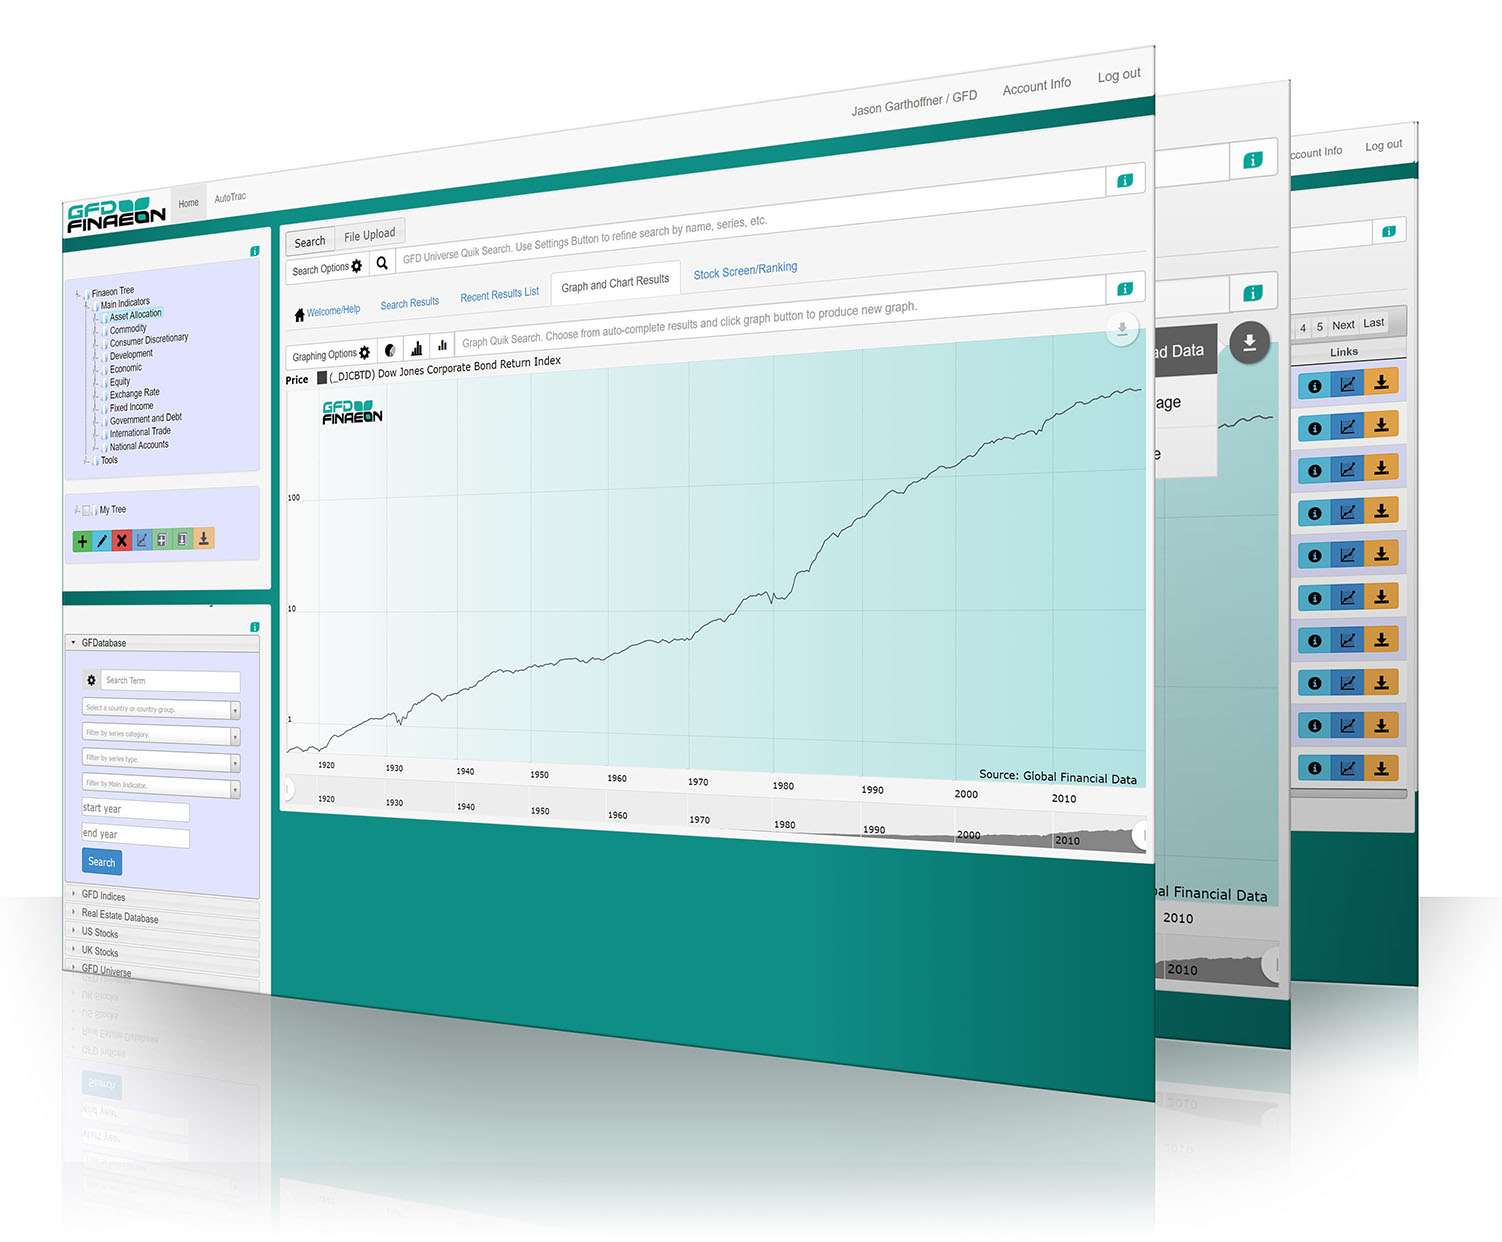 Jason Garthoffner / GFD Account Info Log out
GFD FINAEON Home AutoTrac
Finaeon Tree
Main Indicators
Asset Allocation
Commodity
Consumer Discretionary
Development
Economic
Equity
Exchange Rate
Fixed Income
Government and Debt
International Trade
National Accounts
Tools
My Tree
GFDatabase
Search Term
Select a country or country group.
Filter by series category.
Filter by series type.
Filter by Main Indicator.
start year
end year
Search
GFD Indices
Real Estate Database
US Stocks
UK Stocks
GFD Universe
Search File Upload
Search Options GFD Universe Quik Search. Use Settings Button to refine search by name, series, etc.
Welcome/Help Search Results Recent Results List Graph and Chart Results Stock Screen/Ranking
Graphing Options Graph Quik Search. Choose from auto-complete results and click graph button to produce new graph.
Price (_DJCBTD) Dow Jones Corporate Bond Return Index
GFD FINAEON
100
10
1
Source: Global Financial Data
1920 1930 1940 1950 1960 1970 1980 1990 2000 2010
1920 1930 1940 1950 1960 1970 1980 1990 2000 2010
ad Data
age
e
al Financial Data
2010
2010
ccount Info Log out
4 5 Next Last
Links